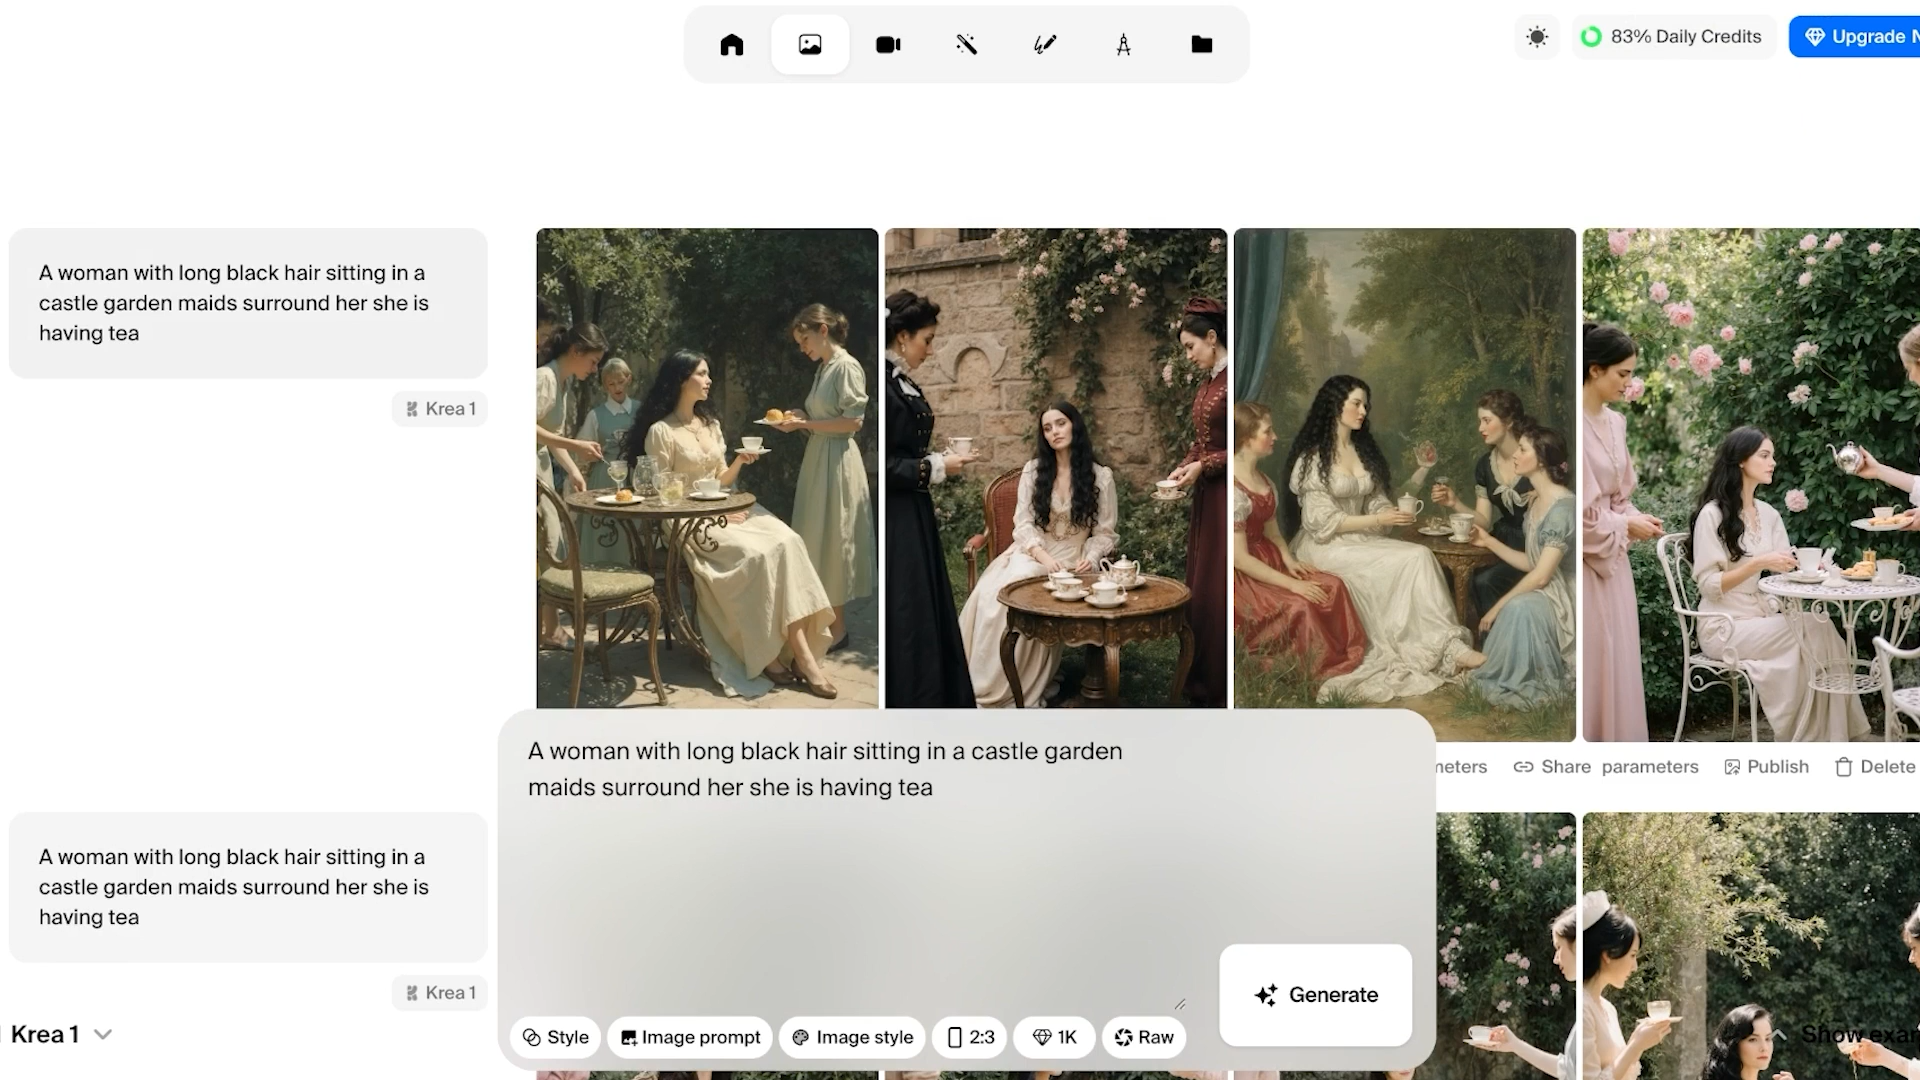 83% Daily Credits
Upgrade N
A woman with long black hair sitting in a
castle garden maids surround her she is
having tea
Krea 1
A woman with long black hair sitting in a castle garden
maids surround her she is having tea
meters
Share parameters
Publish
Delete
A woman with long black hair sitting in a
castle garden maids surround her she is
having tea
Krea 1
Generate
Krea 1
Style
Image prompt
Image style
2:3
1K
Raw
Show exam